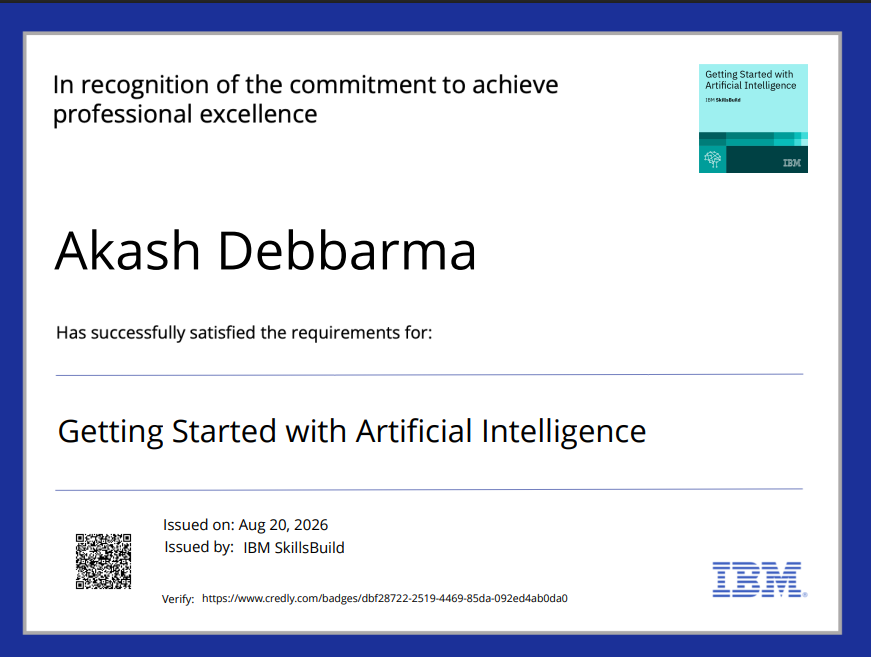 In recognition of the commitment to achieve
professional excellence
Getting Started with
Artificial Intelligence
IBM SkillsBuild
IBM
Akash Debbarma
Has successfully satisfied the requirements for:
Getting Started with Artificial Intelligence
Issued on: Aug 20, 2026
Issued by: IBM SkillsBuild
Verify: https://www.credly.com/badges/dbf28722-2519-4469-85da-092ed4ab0da0
IBM®